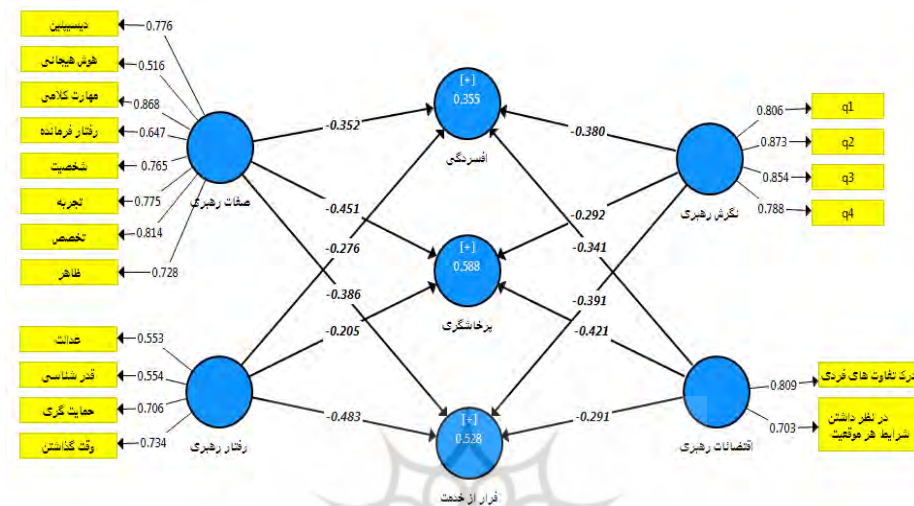 دیسیپلین
0.776
هوش هیجانی
0.516
مهارت کلامی
0.868
رفتار فرمانده
0.647
شخصیت
0.765
تجربه
0.775
تخصص
0.814
ظاهر
0.728
صفات رهبری
عدالت
0.553
قدر شناسی
0.554
حمایت گری
0.706
وقت گذاشتن
0.734
رفتار رهبری
-0.352
-0.451
-0.276
-0.386
-0.205
-0.483
[+]
0.355
افسردگی
[+]
0.588
پرخاشگری
[+]
0.528
فرار از خدمت
-0.380
-0.292
-0.341
-0.391
-0.421
-0.291
نگرش رهبری
0.806
q1
0.873
q2
0.854
q3
0.788
q4
اقتضائات رهبری
0.809
درک تفاوت های فردی
0.703
در نظر داشتن
شرایط هر موقعیت